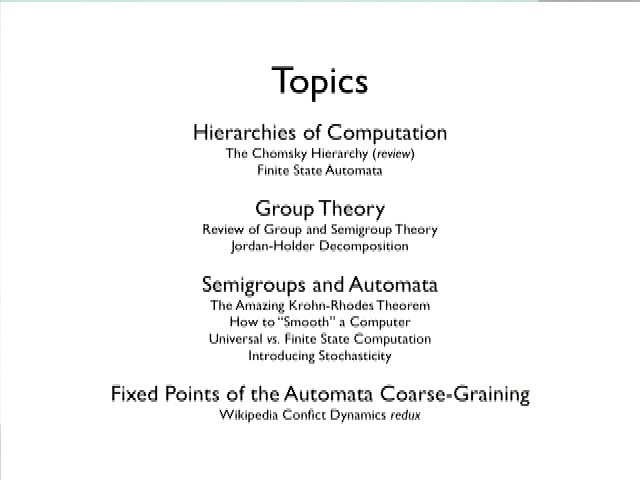 Topics
Hierarchies of Computation
The Chomsky Hierarchy (review)
Finite State Automata
Group Theory
Review of Group and Semigroup Theory
Jordan-Holder Decomposition
Semigroups and Automata
The Amazing Krohn-Rhodes Theorem
How to “Smooth” a Computer
Universal vs. Finite State Computation
Introducing Stochasticity
Fixed Points of the Automata Coarse-Graining
Wikipedia Confict Dynamics redux